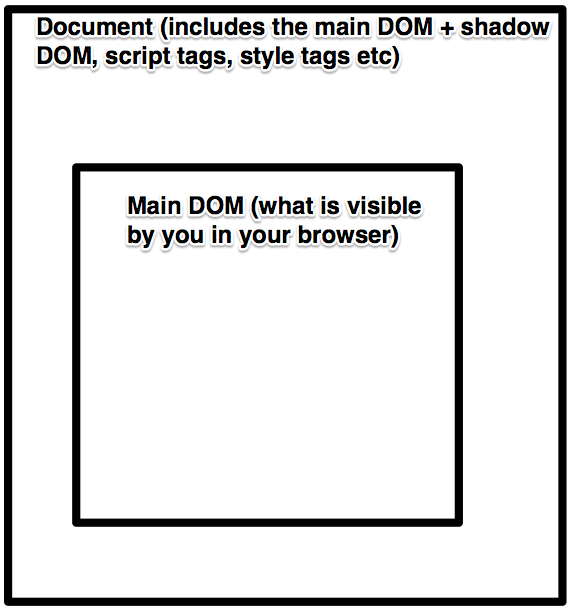 Document (includes the main DOM + shadow
DOM, script tags, style tags etc)
Main DOM (what is visible
by you in your browser)